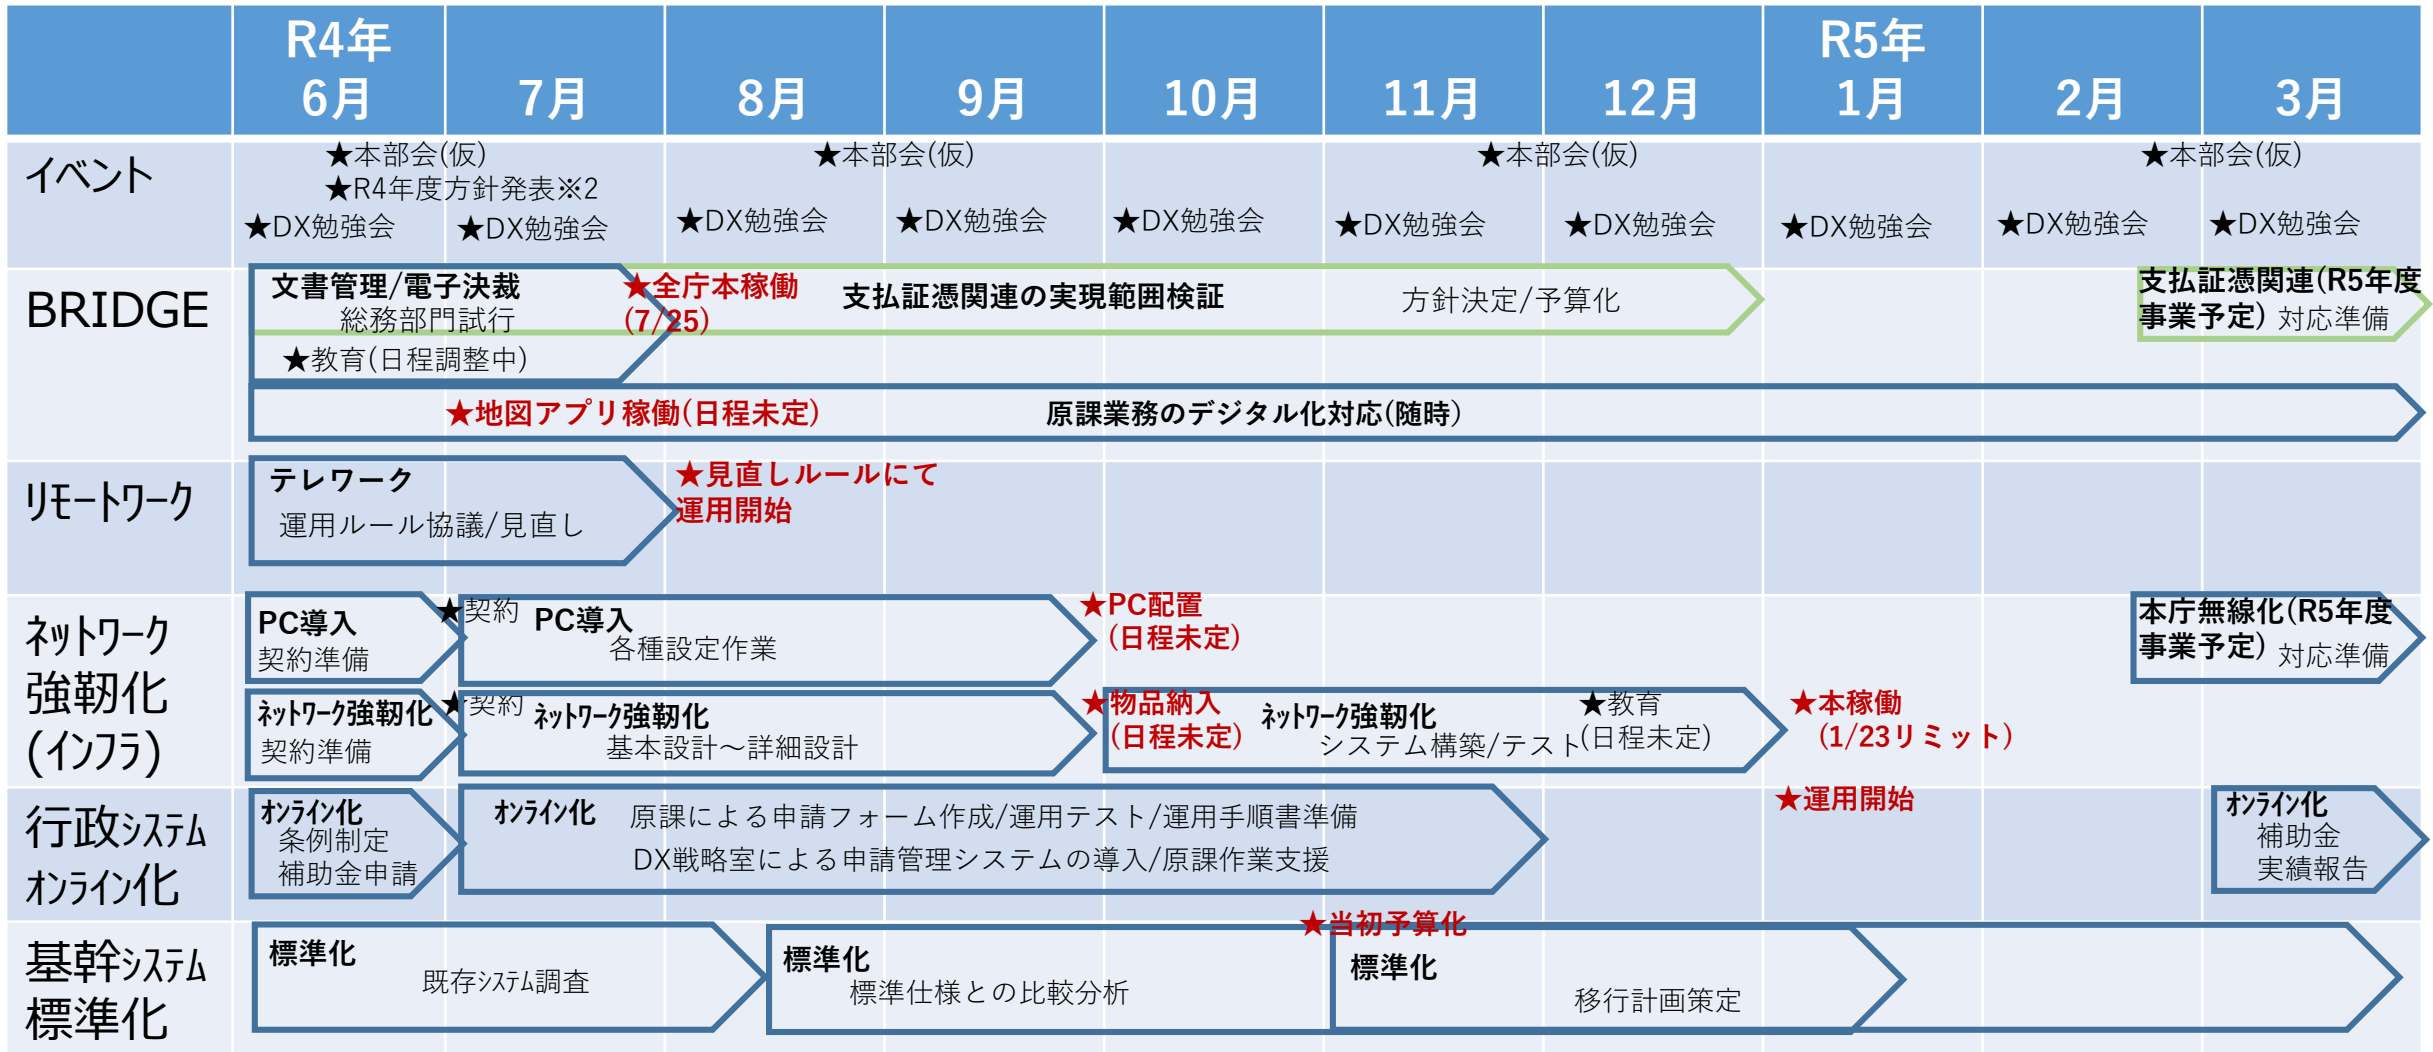 R4年
6月
7月
8月
9月
10月
11月
12月
R5年
1月
2月
3月
イベント
★本部会(仮)
★本部会(仮)
★本部会(仮)
★本部会(仮)
★R4年度方針発表※2
★DX勉強会
★DX勉強会
★DX勉強会
★DX勉強会
★DX勉強会
★DX勉強会
★DX勉強会
★DX勉強会
★DX勉強会
★DX勉強会
BRIDGE
文書管理/電子決裁
総務部門試行
★教育(日程調整中)
★全庁本稼働
(7/25)
支払証憑関連の実現範囲検証
方針決定/予算化
支払証憑関連(R5年度
事業予定) 対応準備
★地図アプリ稼働(日程未定)
原課業務のデジタル化対応(随時)
ﾘﾓｰﾄﾜｰｸ
テレワーク
運用ルール協議/見直し
★見直しルールにて
運用開始
ﾈｯﾄﾜｰｸ
強靭化
(ｲﾝﾌﾗ)
PC導入
契約準備
★契約
PC導入
各種設定作業
★PC配置
(日程未定)
本庁無線化(R5年度
事業予定) 対応準備
ﾈｯﾄﾜｰｸ強靭化
契約準備
★契約
ﾈｯﾄﾜｰｸ強靭化
基本設計～詳細設計
★物品納入
(日程未定)
ﾈｯﾄﾜｰｸ強靭化
システム構築/テスト
★教育
(日程未定)
★本稼働
(1/23リミット)
行政ｼｽﾃﾑ
ｵﾝﾗｲﾝ化
ｵﾝﾗｲﾝ化
条例制定
補助金申請
ｵﾝﾗｲﾝ化
原課による申請フォーム作成/運用テスト/運用手順書準備
DX戦略室による申請管理システムの導入/原課作業支援
★運用開始
ｵﾝﾗｲﾝ化
補助金
実績報告
基幹ｼｽﾃﾑ
標準化
標準化
既存ｼｽﾃﾑ調査
標準化
標準仕様との比較分析
★当初予算化
標準化
移行計画策定